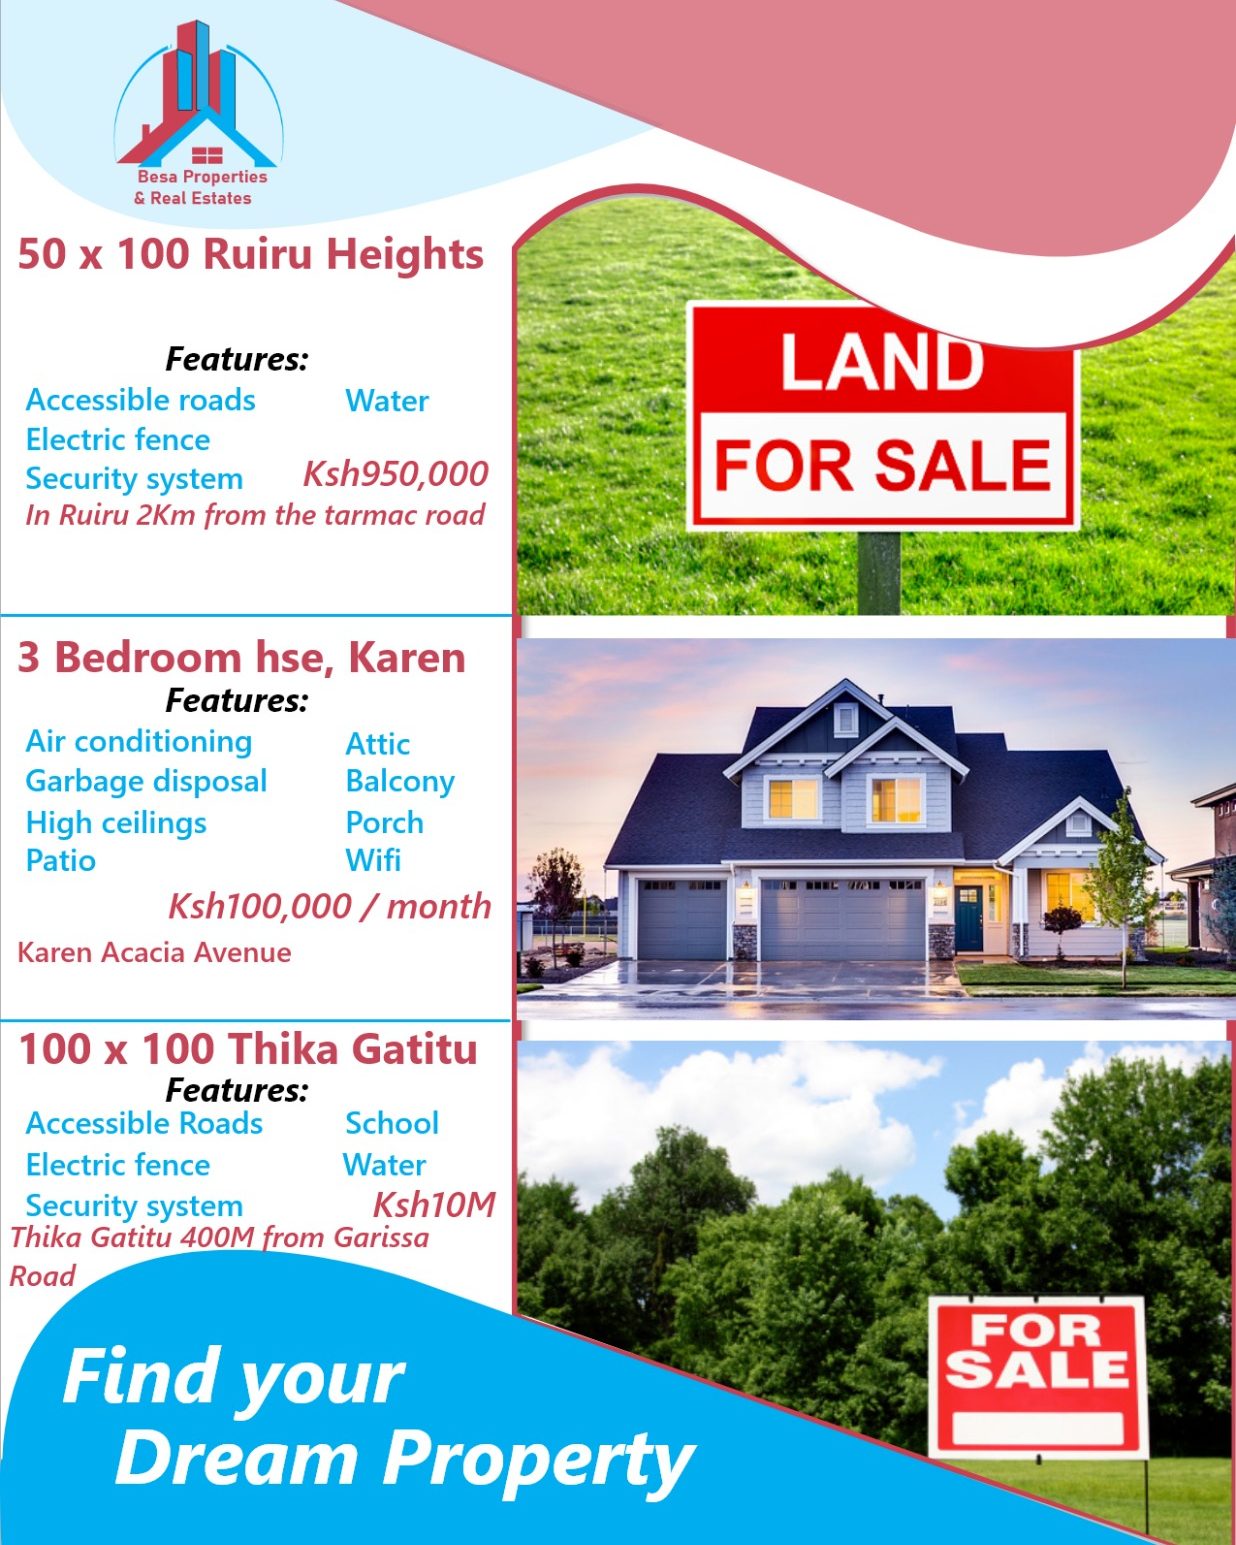 Besa Properties
& Real Estates
50 x 100 Ruiru Heights
Features:
Accessible roads
Water
Electric fence
Security system
Ksh950,000
In Ruiru 2Km from the tarmac road
LAND
FOR SALE
3 Bedroom hse, Karen
Features:
Air conditioning
Attic
Garbage disposal
Balcony
High ceilings
Porch
Patio
Wifi
Ksh100,000 / month
Karen Acacia Avenue
100 x 100 Thika Gatitu
Features:
Accessible Roads
School
Electric fence
Water
Security system
Ksh10M
Thika Gatitu 400M from Garissa
Road
FOR
SALE
Find your
Dream Property